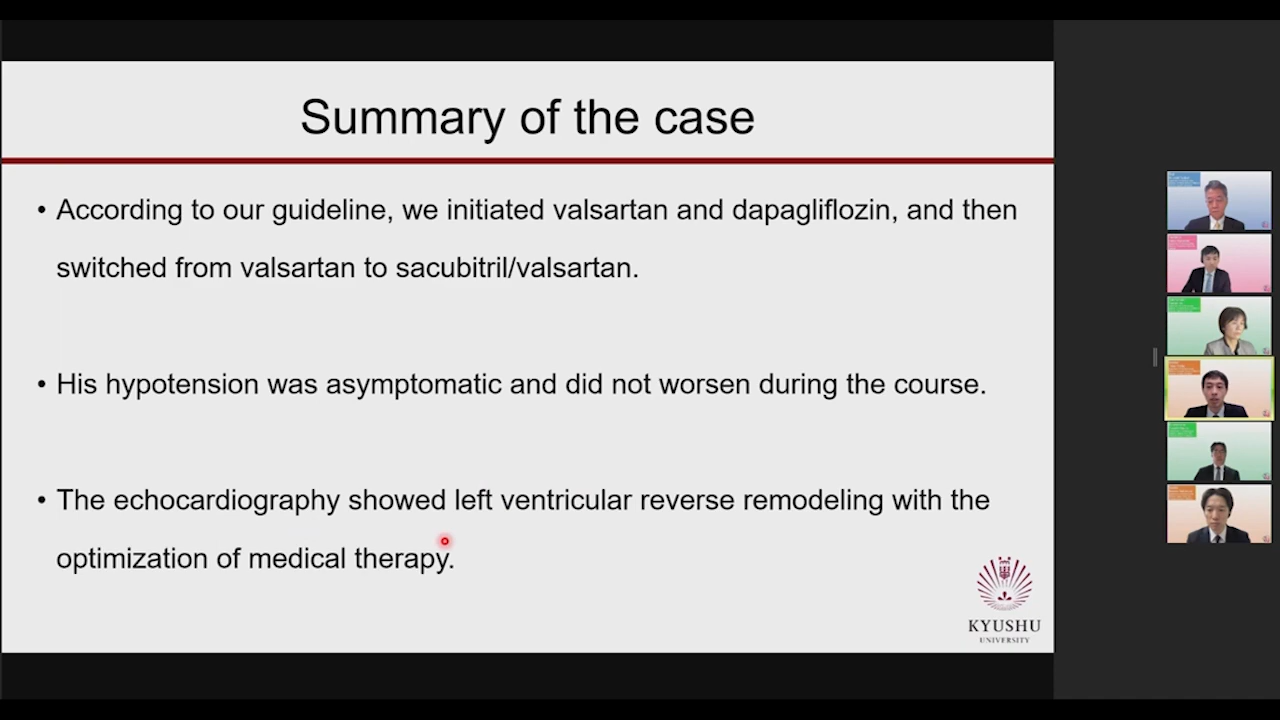 Summary of the case
• According to our guideline, we initiated valsartan and dapagliflozin, and then
switched from valsartan to sacubitril/valsartan.
• His hypotension was asymptomatic and did not worsen during the course.
• The echocardiography showed left ventricular reverse remodeling with the
optimization of medical therapy.
KYUSHU
UNIVERSITY